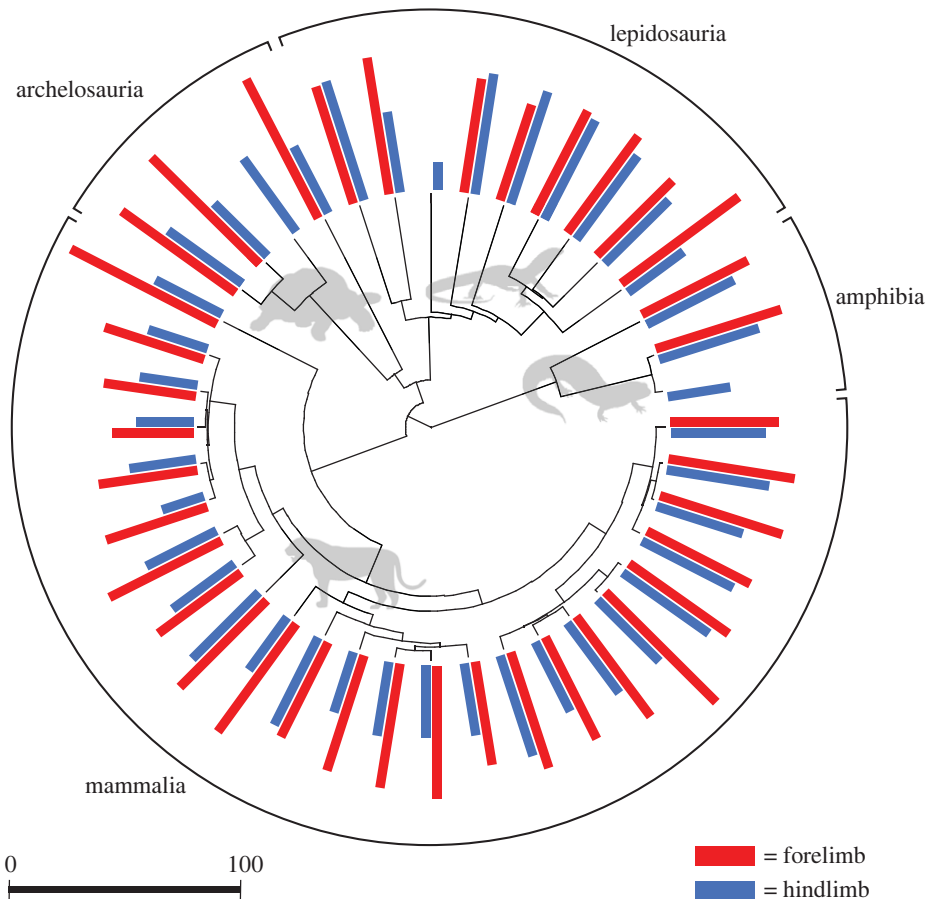 lepidosauria
archelosauria
amphibia
mammalia
0 100
= forelimb
= hindlimb